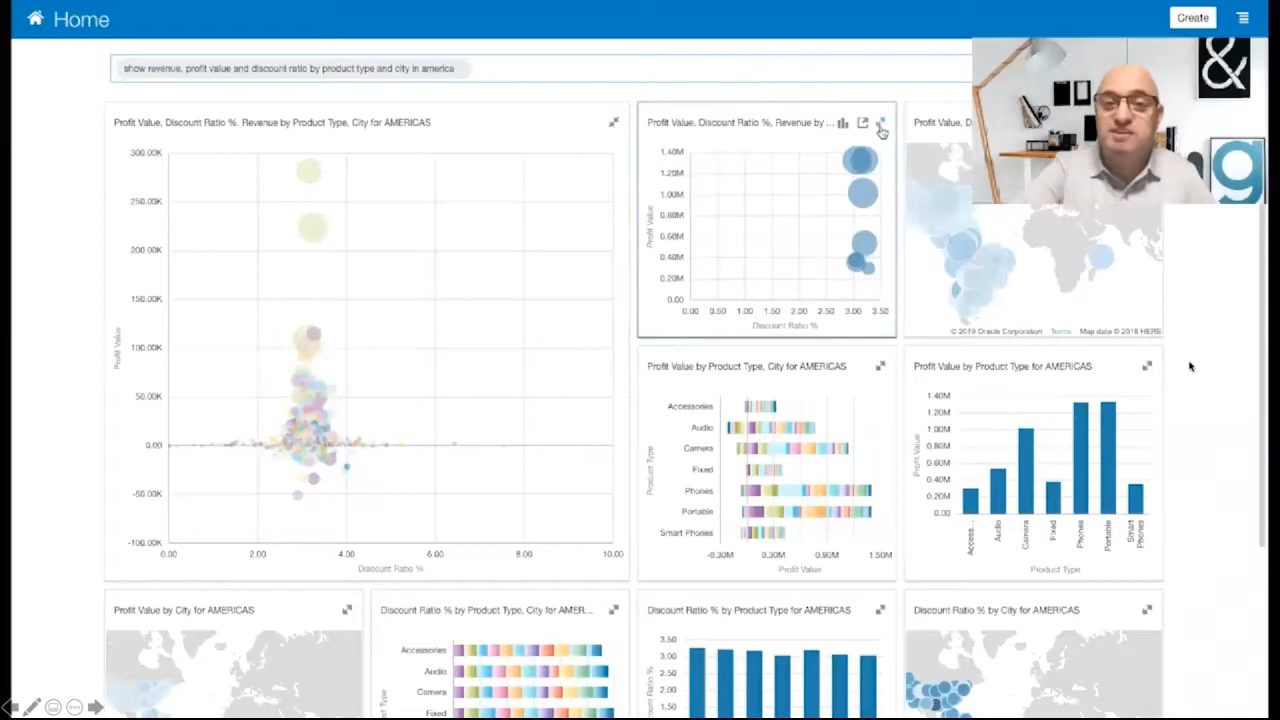 Home
Create
show revenue, profit value and discount ratio by product type and city in america
&
g
Profit Value, Discount Ratio %, Revenue by Product Type, City for AMERICAS
300.00K
250.00K
200.00K
150.00K
100.00K
50.00K
0.00
-50.00K
-100.00K
Profit Value
0.00 2.00 4.00 6.00 8.00 10.00
Discount Ratio %
Profit Value, Discount Ratio %, Revenue by ...
1.40M
1.20M
1.00M
0.80M
0.60M
0.40M
0.20M
0.00
Profit Value
0.00 0.50 1.00 1.50 2.00 2.50 3.00 3.50
Discount Ratio %
Profit Value, D
© 2019 Oracle Corporation Terms Map data © 2018 HERE
Profit Value by Product Type, City for AMERICAS
Accessories
Audio
Camera
Fixed
Phones
Portable
Smart Phones
Product Type
-0.30M 0.30M 0.90M 1.50M
Profit Value
Profit Value by Product Type for AMERICAS
1.40M
1.20M
1.00M
0.80M
0.60M
0.40M
0.20M
0.00
Profit Value
Access...
Audio
Camera
Fixed
Phones
Portable
Smart
Phones
Product Type
Profit Value by City for AMERICAS
Discount Ratio % by Product Type, City for AMER...
Accessories
Audio
Camera
Fixed
ct Type
Discount Ratio % by Product Type for AMERICAS
3.50
3.00
2.50
2.00
1.50
count Ratio %
Discount Ratio % by City for AMERICAS